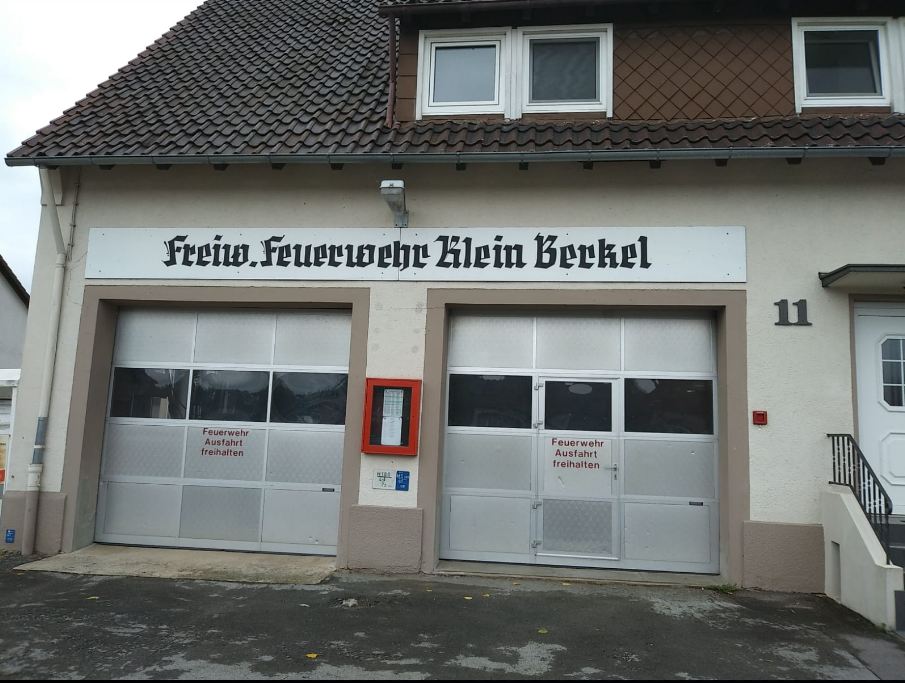 Freiw. Feuerwehr Klein Berkel
11
Feuerwehr
Ausfahrt
freihalten
Feuerwehr
Ausfahrt
freihalten